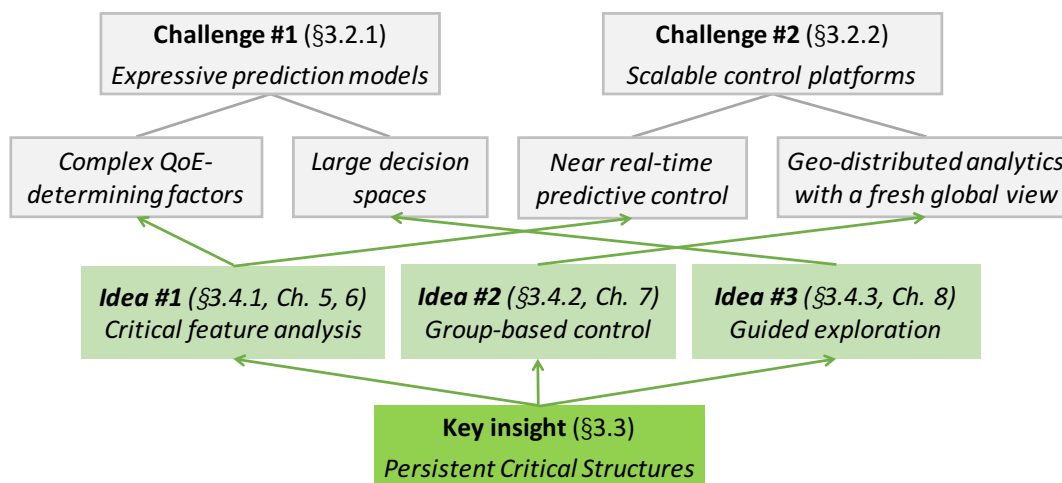 Challenge #1 (§3.2.1)
Expressive prediction models
Challenge #2 (§3.2.2)
Scalable control platforms
Complex QoE-
determining factors
Large decision
spaces
Near real-time
predictive control
Geo-distributed analytics
with a fresh global view
Idea #1 (§3.4.1, Ch. 5, 6)
Critical feature analysis
Idea #2 (§3.4.2, Ch. 7)
Group-based control
Idea #3 (§3.4.3, Ch. 8)
Guided exploration
Key insight (§3.3)
Persistent Critical Structures